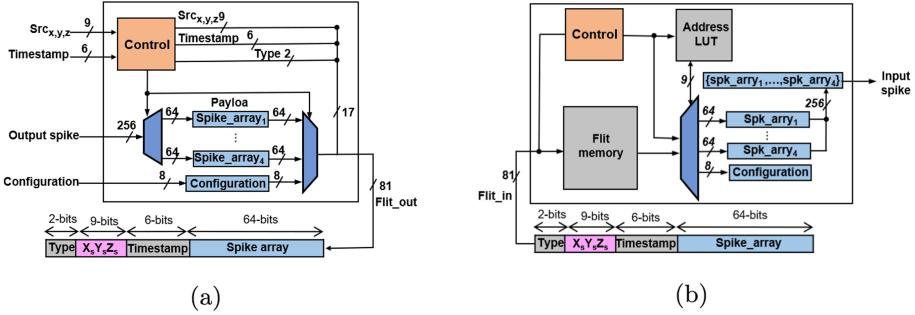 Src x,y,z
9
Timestamp
6
Control
Src x,y,z 9
Timestamp 6
Type 2
17
Payloa
Output spike
256
64
Spike_array1
64
64
Spike_array4
64
Configuration
8
Configuration
8
81
Flit_out
2-bits
9-bits
6-bits
64-bits
Type
XsYsZs
Timestamp
Spike array
(a)
Control
Address
LUT
9
{spk_arry1,...,spk_arry4}
Input
spike
256
64
Spk_arry1
Flit
memory
64
Spk_arry4
8
Configuration
81
Flit_in
2-bits
9-bits
6-bits
64-bits
Type
XsYsZs
Timestamp
Spike_array
(b)